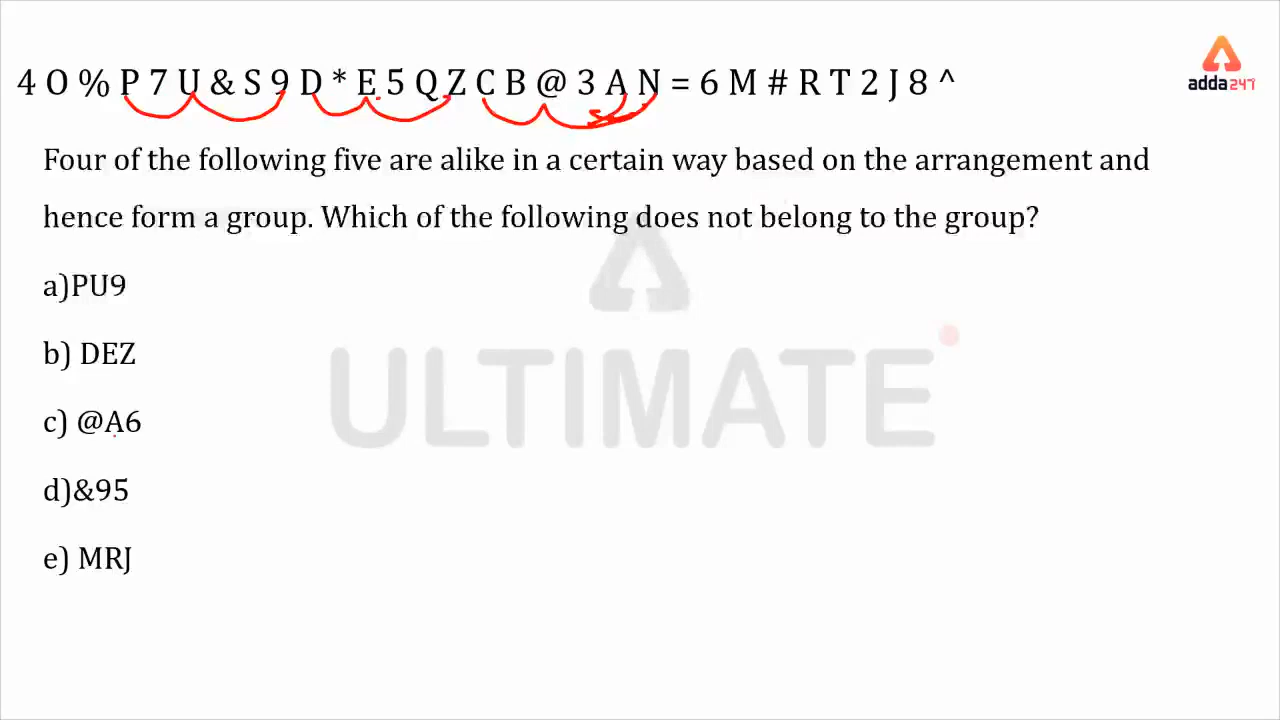 4 O % P 7 U & S 9 D * E 5 Q Z C B @ 3 A N = 6 M # R T 2 J 8 ^
adda247
Four of the following five are alike in a certain way based on the arrangement and
hence form a group. Which of the following does not belong to the group?
a)PU9
b) DEZ
c) @A6
d)&95
e) MRJ
ULTIMATE